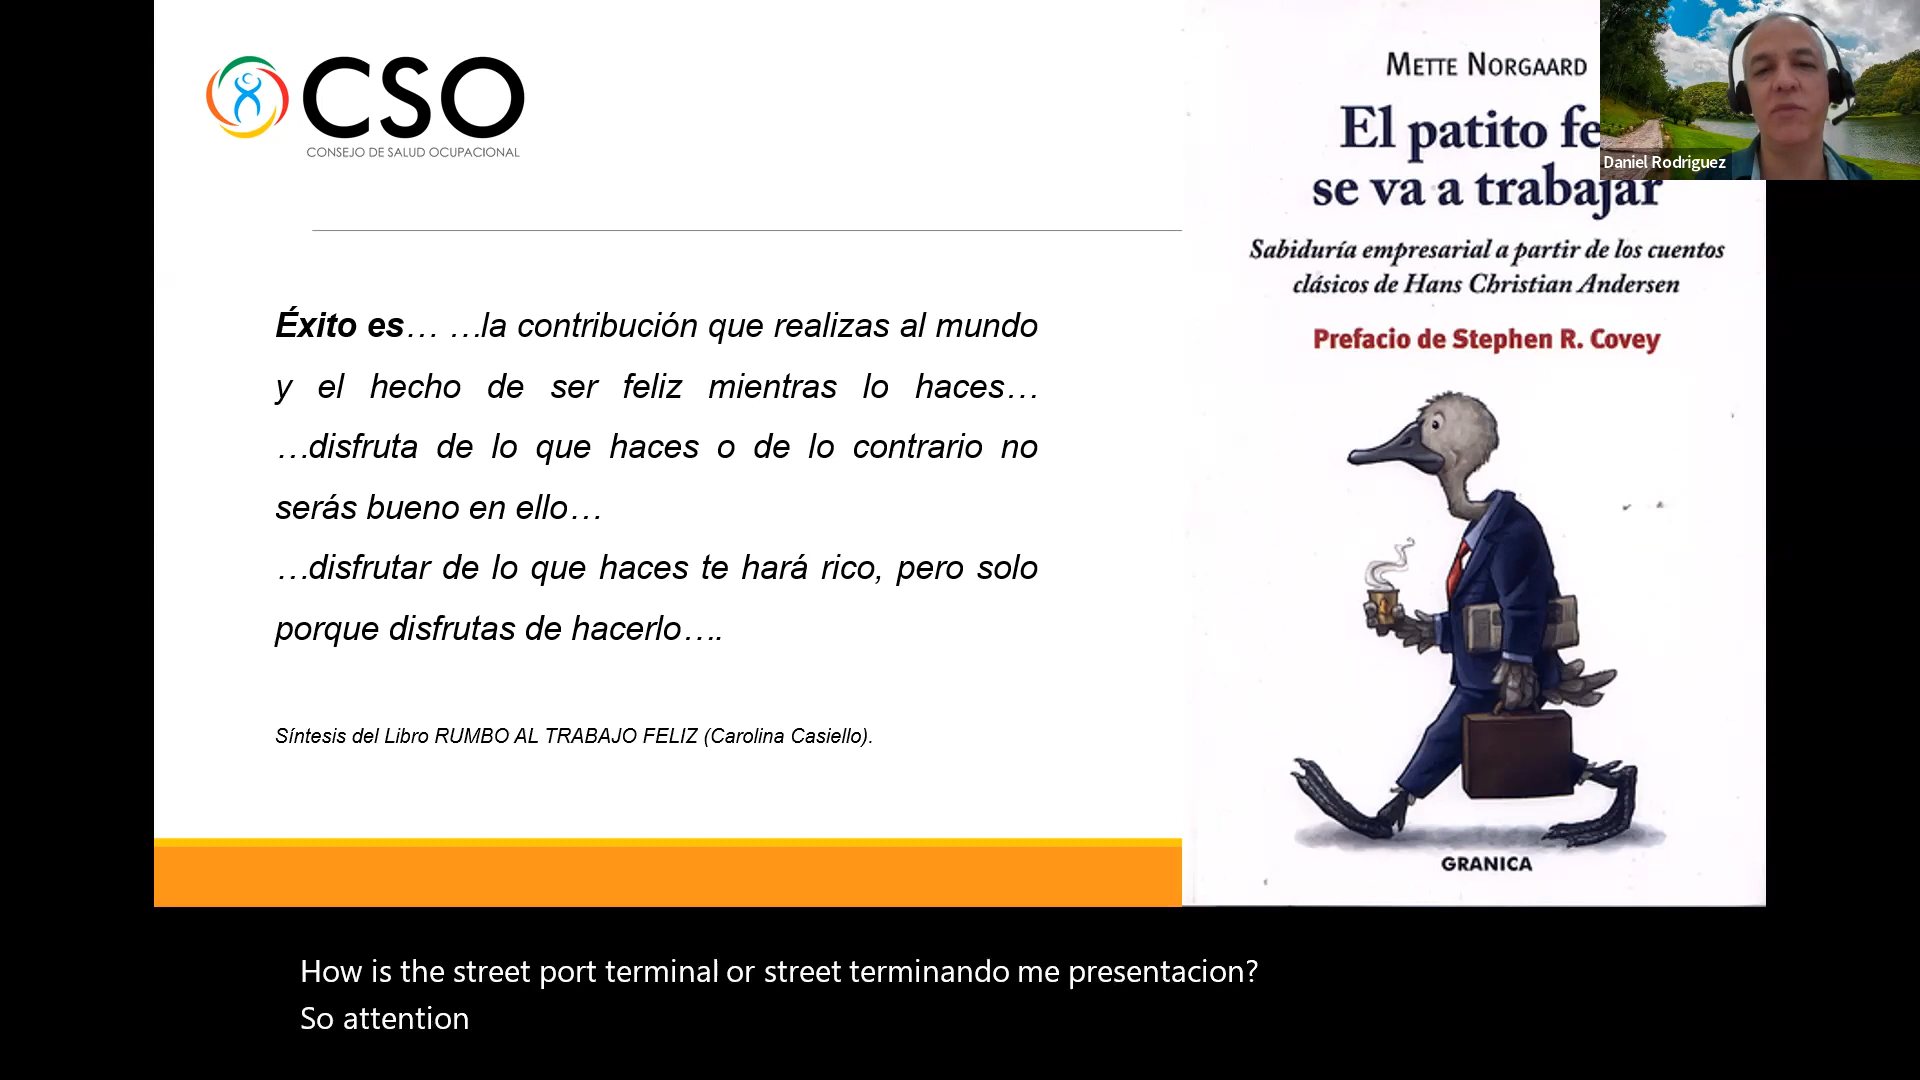 CSO
CONSEJO DE SALUD OCUPACIONAL
Éxito es… …la contribución que realizas al mundo
y el hecho de ser feliz mientras lo haces…
…disfruta de lo que haces o de lo contrario no
serás bueno en ello…
…disfrutar de lo que haces te hará rico, pero solo
porque disfrutas de hacerlo….
Síntesis del Libro RUMBO AL TRABAJO FELIZ (Carolina Casiello).
METTE NORGAARD
El patito fe
se va a trabajar
Sabiduría empresarial a partir de los cuentos
clásicos de Hans Christian Andersen
Prefacio de Stephen R. Covey
GRANICA
Daniel Rodriguez
How is the street port terminal or street terminando me presentacion?
So attention